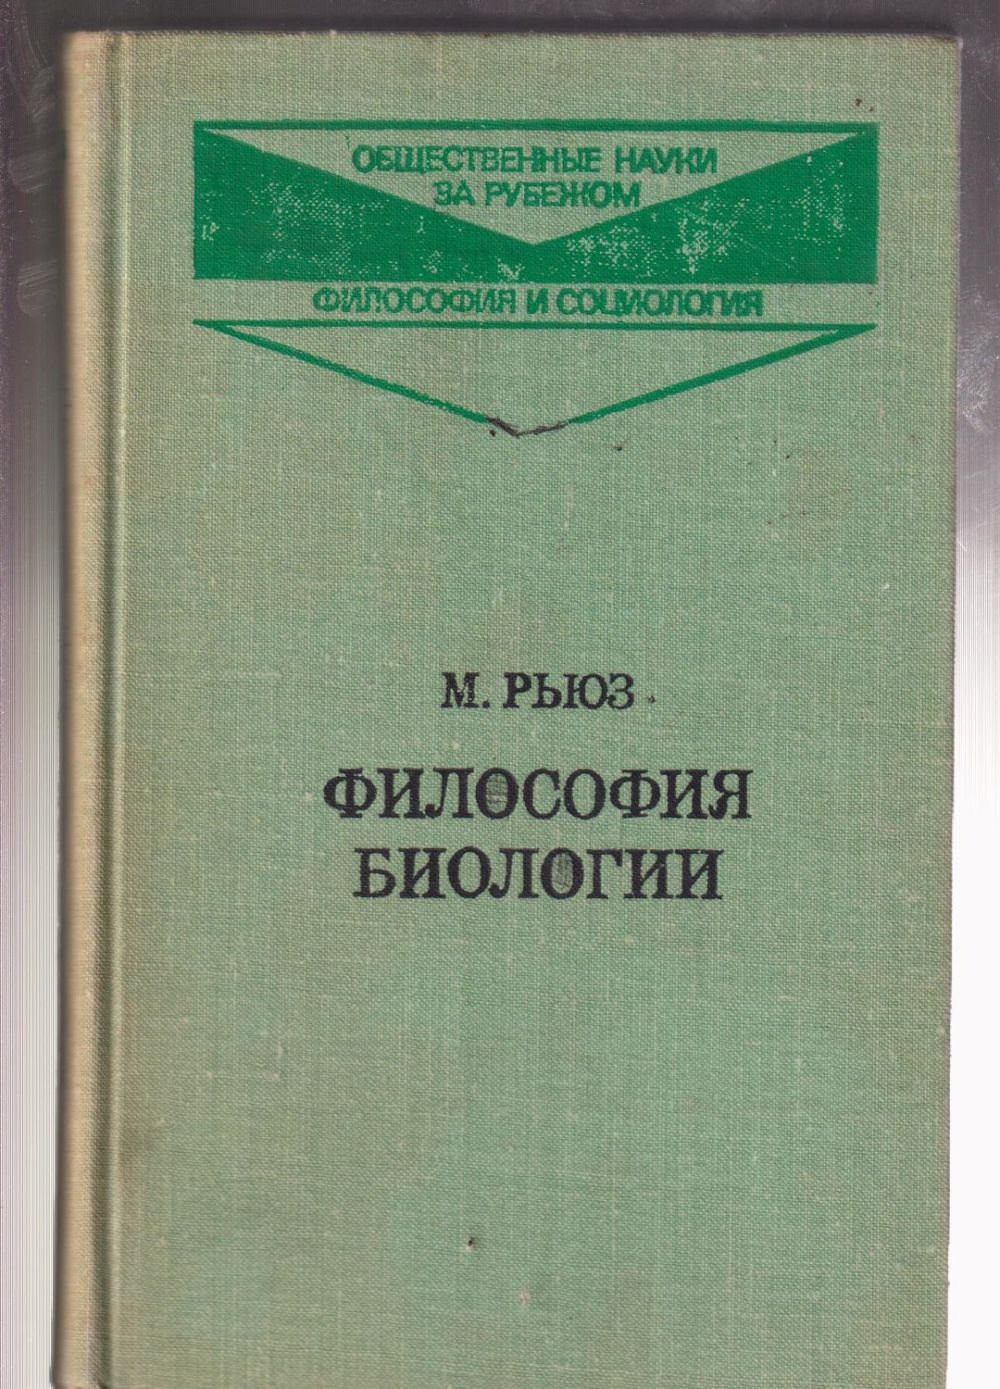 ОБЩЕСТВЕННЫЕ НАУКИ
ЗА РУБЕЖОМ
ФИЛОСОФИЯ И СОЦИОЛОГИЯ
М. РЬЮЗ
ФИЛОСОФИЯ
БИОЛОГИИ